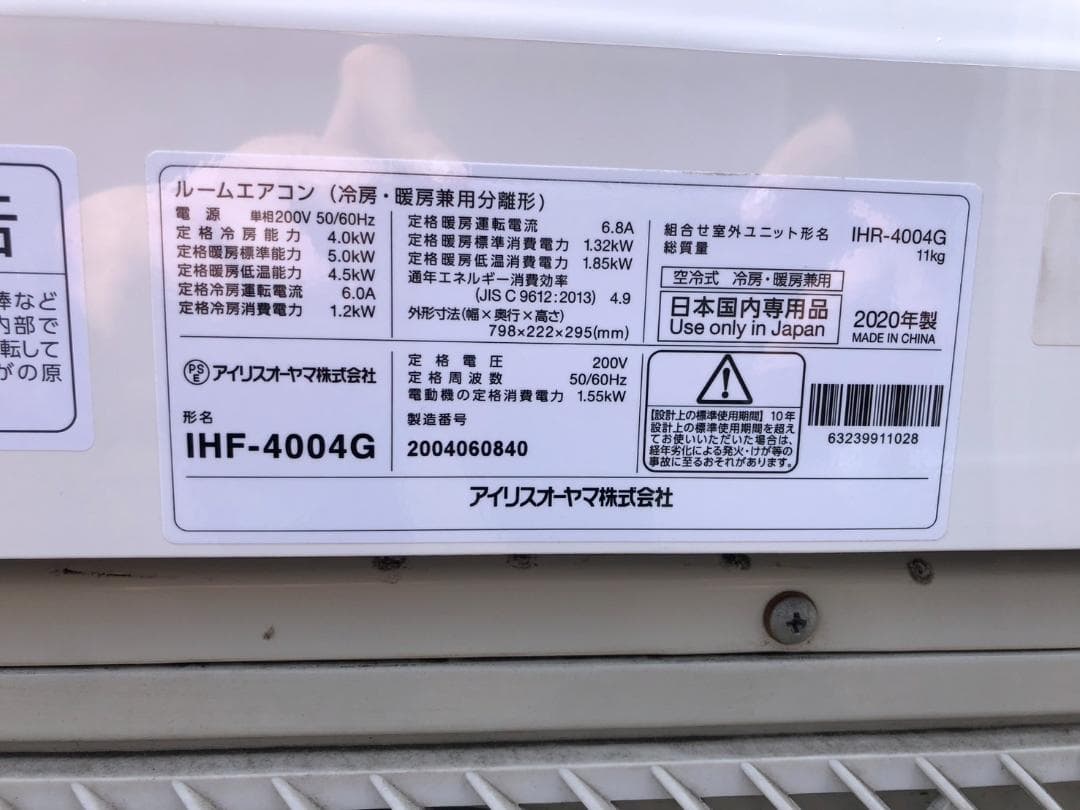 棒など
内部で
転して
がの原
ルームエアコン（冷房・暖房兼用分離形）
電源 単相200V 50/60Hz
定格冷房能力 4.0kW
定格暖房標準能力 5.0kW
定格暖房低温能力 4.5kW
定格冷房運転電流 6.0A
定格冷房消費電力 1.2kW
定格暖房運転電流 6.8A
定格暖房標準消費電力 1.32kW
定格暖房低温消費電力 1.85kW
通年エネルギー消費効率
(JIS C 9612:2013) 4.9
外形寸法(幅×奥行×高さ)
798×222×295(mm)
組合せ室外ユニット形名 IHR-4004G
総質量 11kg
空冷式 冷房・暖房兼用
日本国内専用品
Use only in Japan
2020年製
MADE IN CHINA
PSE アイリスオーヤマ株式会社
形名
IHF-4004G
定格電圧 200V
定格周波数 50/60Hz
電動機の定格消費電力 1.55kW
製造番号
2004060840
【設計上の標準使用期間】10年
設計上の標準使用期間を超え
てお使いいただいた場合は、
経年劣化による発火・けが等の
事故に至るおそれがあります。
63239911028
アイリスオーヤマ株式会社